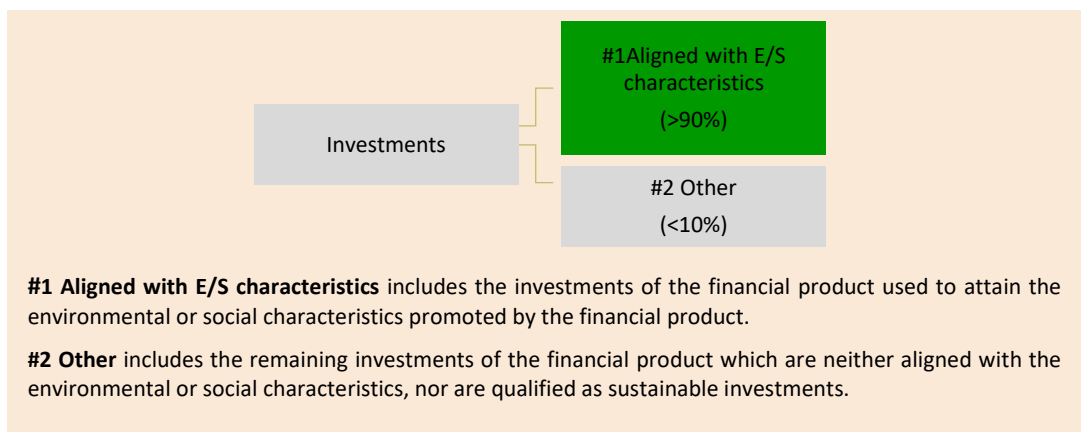 #1Aligned with E/S
characteristics
(>90%)
Investments
#2 Other
(<10%)
#1 Aligned with E/S characteristics includes the investments of the financial product used to attain the
environmental or social characteristics promoted by the financial product.
#2 Other includes the remaining investments of the financial product which are neither aligned with the
environmental or social characteristics, nor are qualified as sustainable investments.